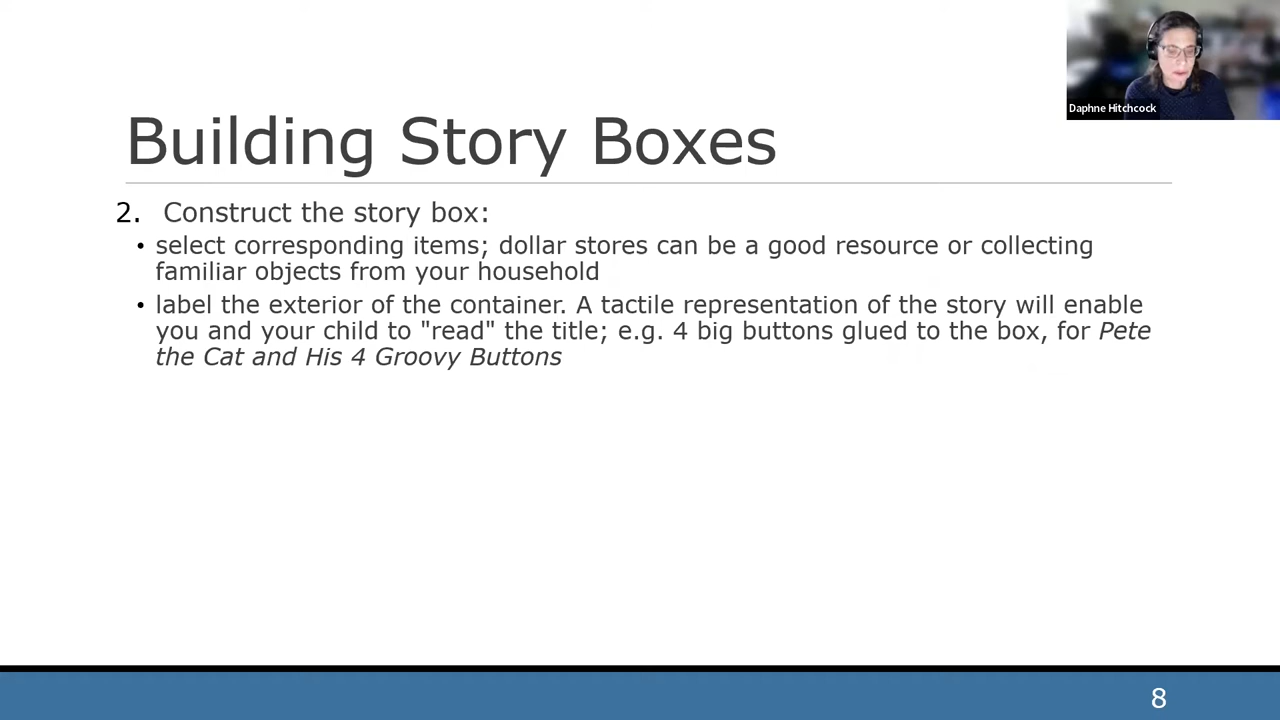 Daphne Hitchcock
Building Story Boxes
2. Construct the story box:
• select corresponding items; dollar stores can be a good resource or collecting
familiar objects from your household
• label the exterior of the container. A tactile representation of the story will enable
you and your child to "read" the title; e.g. 4 big buttons glued to the box, for Pete
the Cat and His 4 Groovy Buttons
8